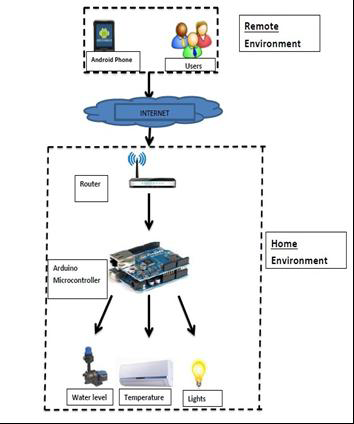 Remote
Environment
Android Phone
Users
INTERNET
Router
Home
Environment
Arduino
Microcontroller
Water level
Temperature
Lights